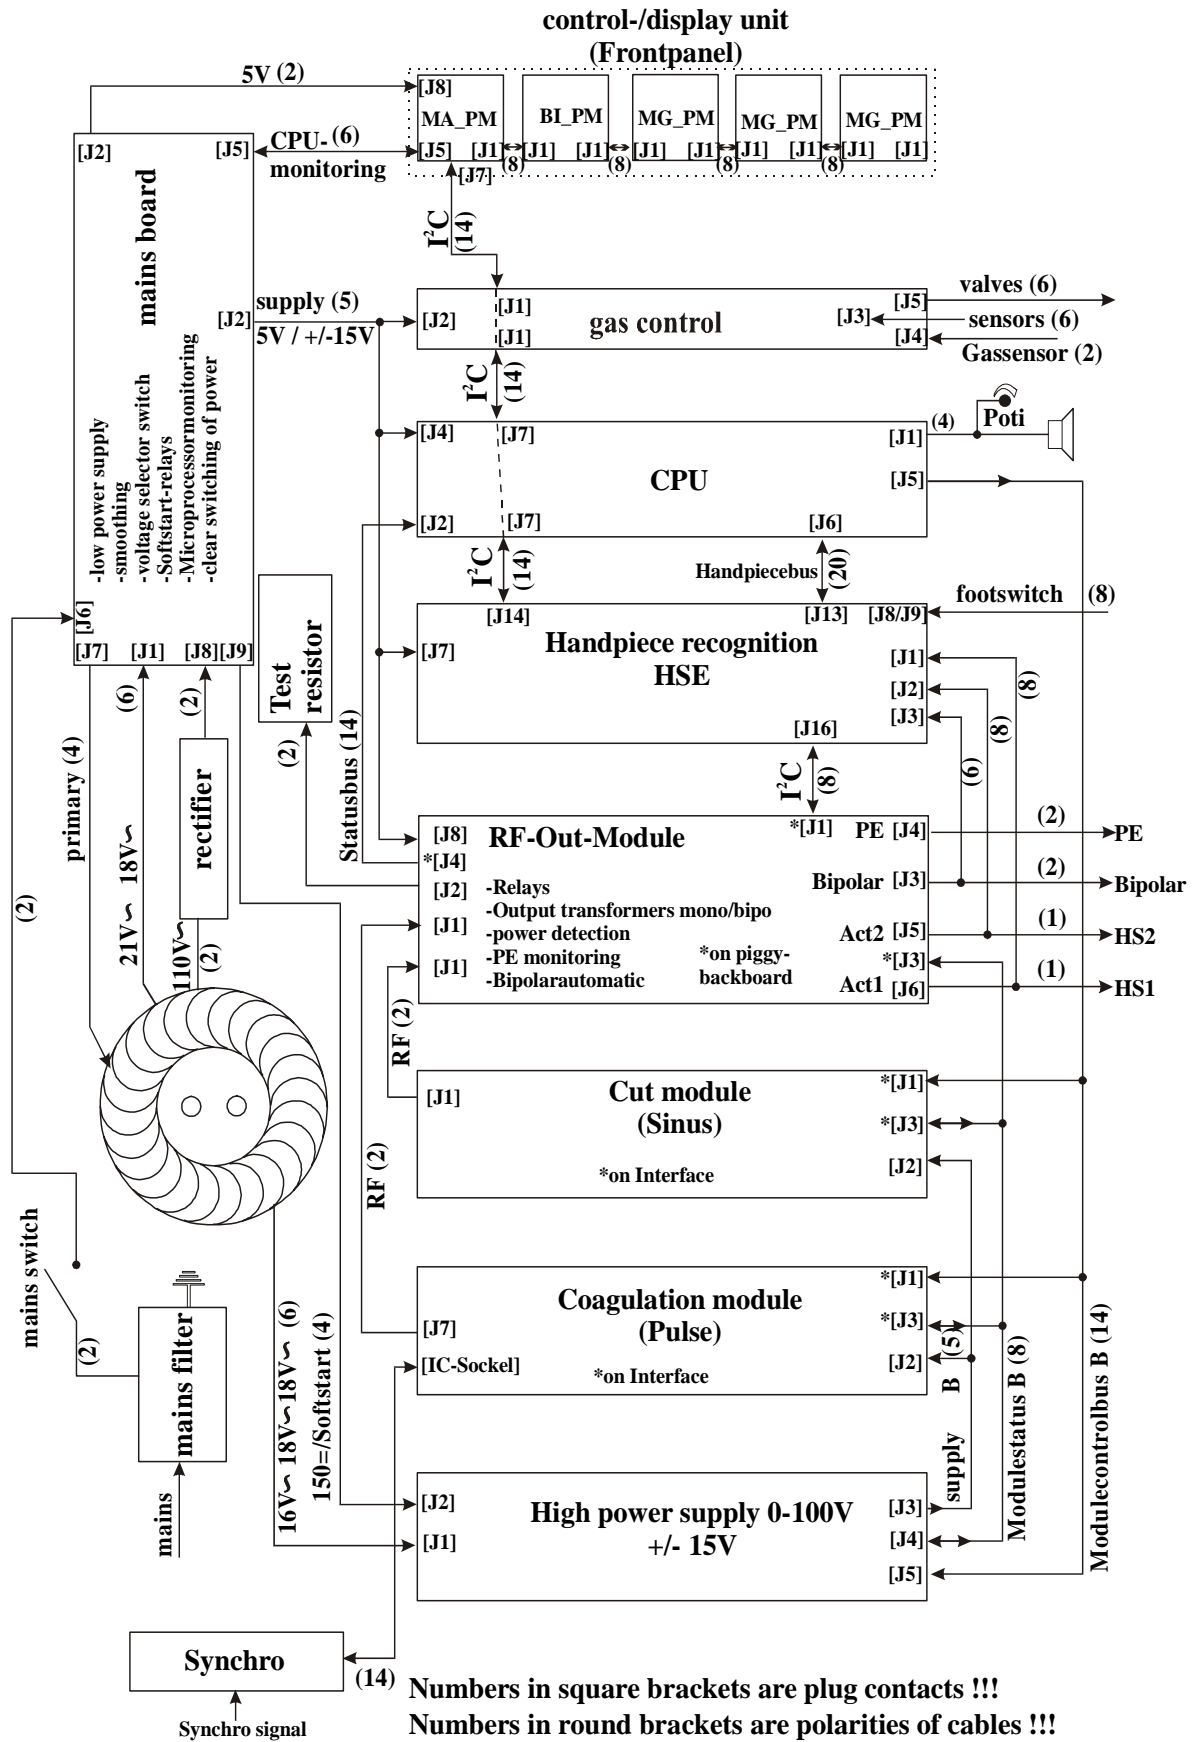 control-/display unit
(Frontpanel)
5V (2)
[J8]
MA_PM
[J5]
[J1]
(8)
BI_PM
[J1]
[J1]
(8)
MG_PM
[J1]
[J1]
(8)
MG_PM
[J1]
[J1]
(8)
MG_PM
[J1]
[J1]
[J7]
I²C
(14)
[J2]
[J5]
CPU- (6)
monitoring
mains board
-low power supply
-smoothing
-voltage selector switch
-Softstart-relays
-Microprocessormonitoring
-clear switching of power
[J2]
supply (5)
5V / +/-15V
[J6]
[J7]
[J1]
[J8]
[J9]
[J2]
[J1]
[J1]
gas control
[J5]
[J3]
[J4]
valves (6)
sensors (6)
Gassensor (2)
I²C
(14)
[J4]
[J7]
CPU
[J1]
[J5]
[J2]
[J7]
[J6]
(4)
Poti
I²C
(14)
Handpiecebus
(20)
[J14]
[J13]
[J8/J9]
footswitch (8)
Handpiece recognition
HSE
[J7]
[J1]
[J2]
[J3]
[J16]
(8)
(8)
(6)
I²C
(8)
Test
resistor
(2)
Statusbus (14)
primary (4)
(6)
(2)
rectifier
21V~ 18V~
110V~
(2)
(2)
[J8]
*[J4]
[J2]
[J1]
[J1]
RF-Out-Module
-Relays
-Output transformers mono/bipo
-power detection
-PE monitoring
-Bipolarautomatic
*on piggy-
backboard
*[J1]
PE [J4]
Bipolar [J3]
Act2 [J5]
*[J3]
Act1 [J6]
(2)
PE
(2)
Bipolar
(1)
HS2
(1)
HS1
RF (2)
[J1]
Cut module
(Sinus)
*on Interface
*[J1]
*[J3]
[J2]
RF (2)
Coagulation module
(Pulse)
*on Interface
[J7]
[IC-Sockel]
*[J1]
*[J3]
[J2]
supply B (5)
Modulestatus B (8)
Modulecontrolbus B (14)
mains switch
(2)
mains filter
mains
16V~ 18V~18V~ (6)
150=/Softstart (4)
[J2]
[J1]
High power supply 0-100V
+/- 15V
[J3]
[J4]
[J5]
Synchro
(14)
Synchro signal
Numbers in square brackets are plug contacts !!!
Numbers in round brackets are polarities of cables !!!